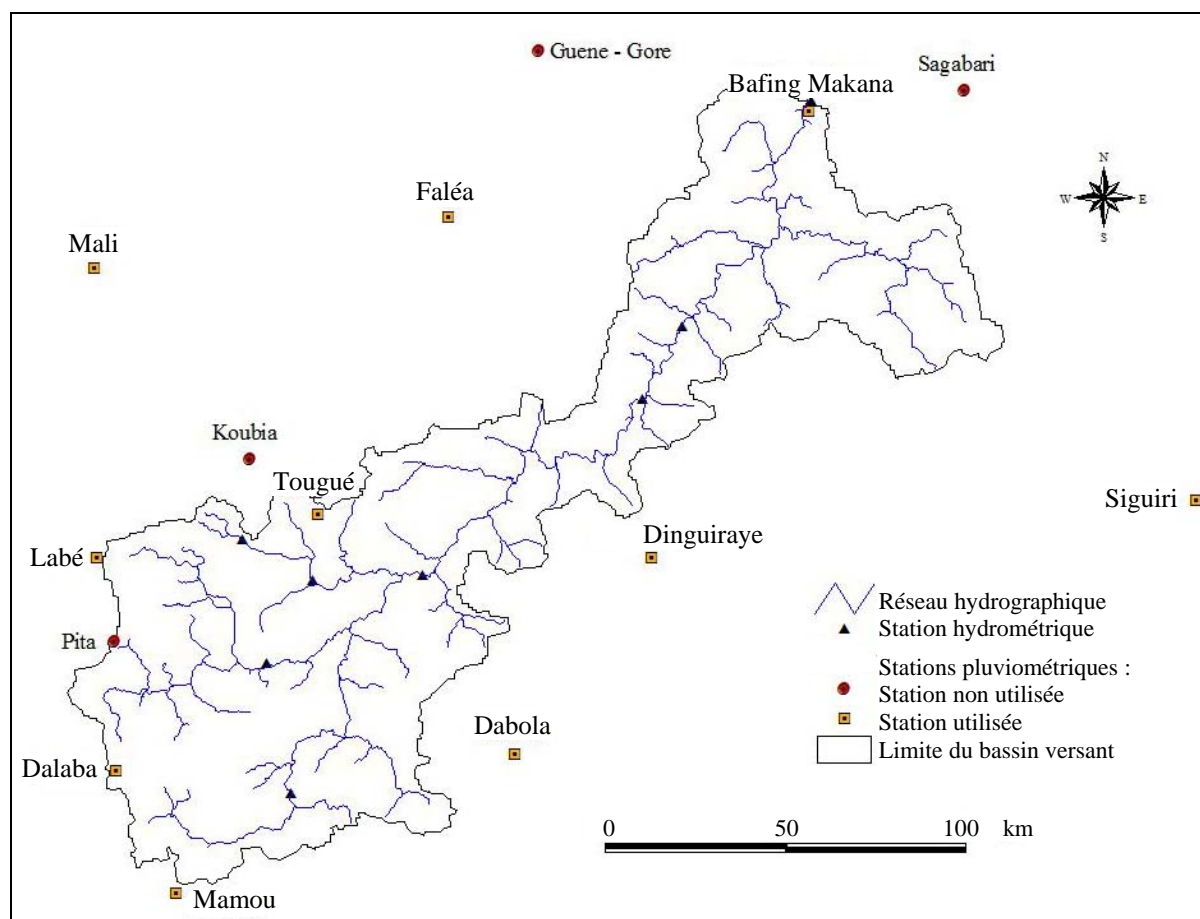 Guene - Gore
Sagabari
Bafing Makana
N
W
E
S
Faléa
Mali
Koubia
Tougué
Siguiri
Labé
Dinguiraye
Réseau hydrographique
Station hydrométrique
Pita
Stations pluviométriques :
Station non utilisée
Station utilisée
Limite du bassin versant
Dabola
Dalaba
0 50 100 km
Mamou